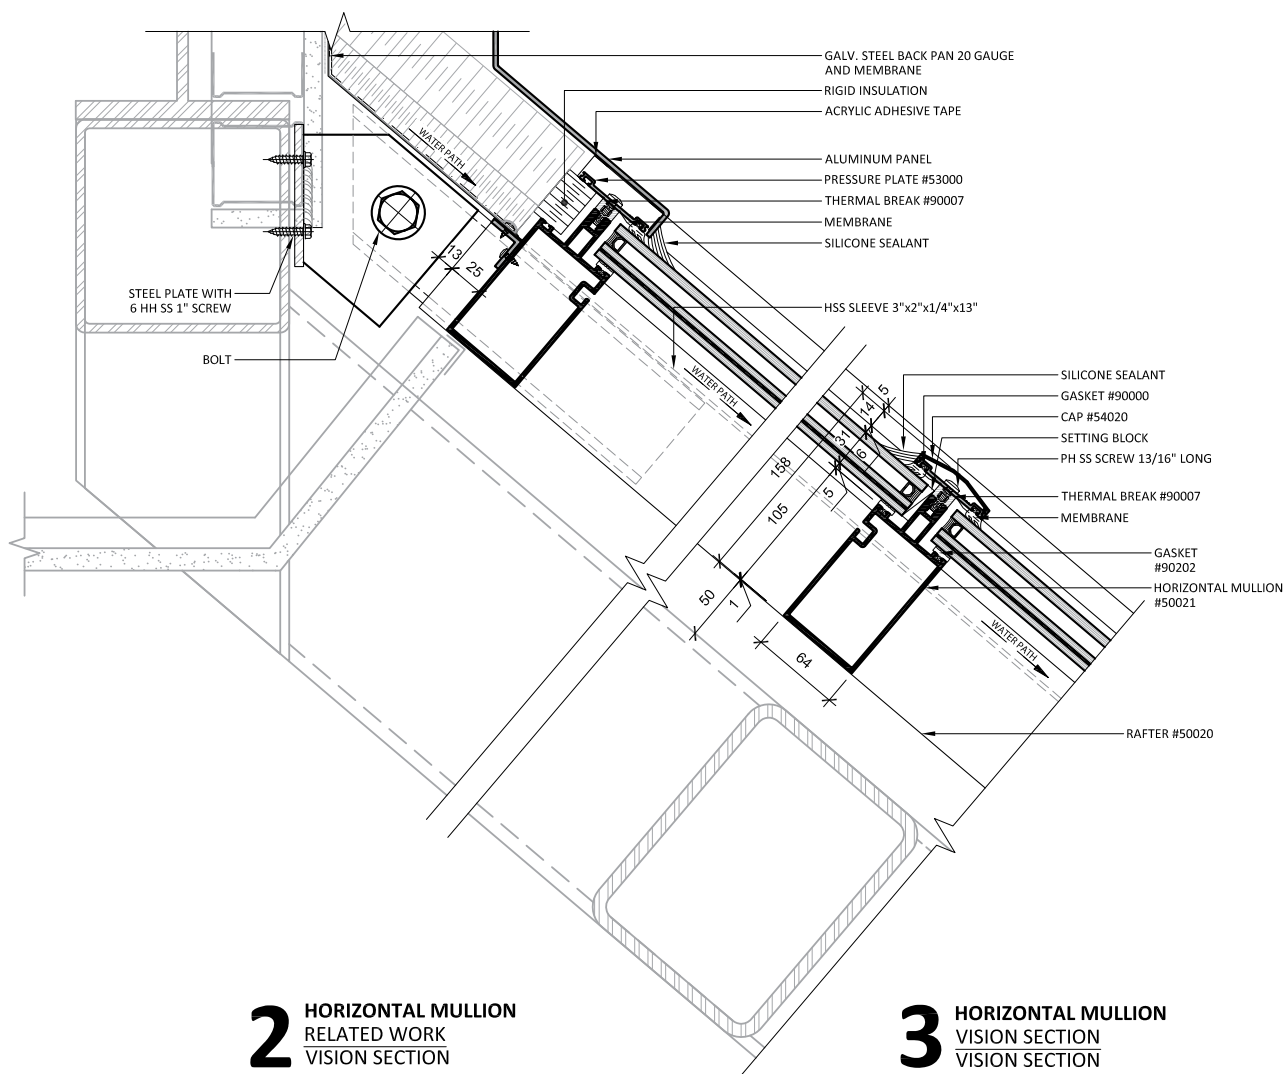 GALV. STEEL BACK PAN 20 GAUGE
AND MEMBRANE
RIGID INSULATION
ACRYLIC ADHESIVE TAPE
ALUMINUM PANEL
PRESSURE PLATE #53000
THERMAL BREAK #90007
MEMBRANE
SILICONE SEALANT
WATER PATH
13
25
STEEL PLATE WITH
6 HH SS 1" SCREW
BOLT
HSS SLEEVE 3"x2"x1/4"x13"
WATER PATH
SILICONE SEALANT
GASKET #90000
CAP #54020
SETTING BLOCK
PH SS SCREW 13/16" LONG
THERMAL BREAK #90007
MEMBRANE
GASKET
#90202
HORIZONTAL MULLION
#50021
5
14
31
6
158
5
105
50
1
64
WATER PATH
RAFTER #50020
2
HORIZONTAL MULLION
RELATED WORK
VISION SECTION
3
HORIZONTAL MULLION
VISION SECTION
VISION SECTION